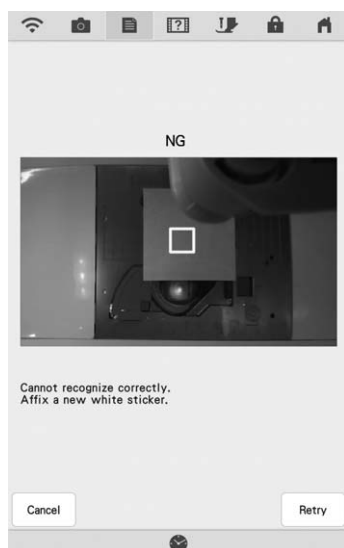 NG
Cannot recognize correctly.
Affix a new white sticker.
Cancel
Retry